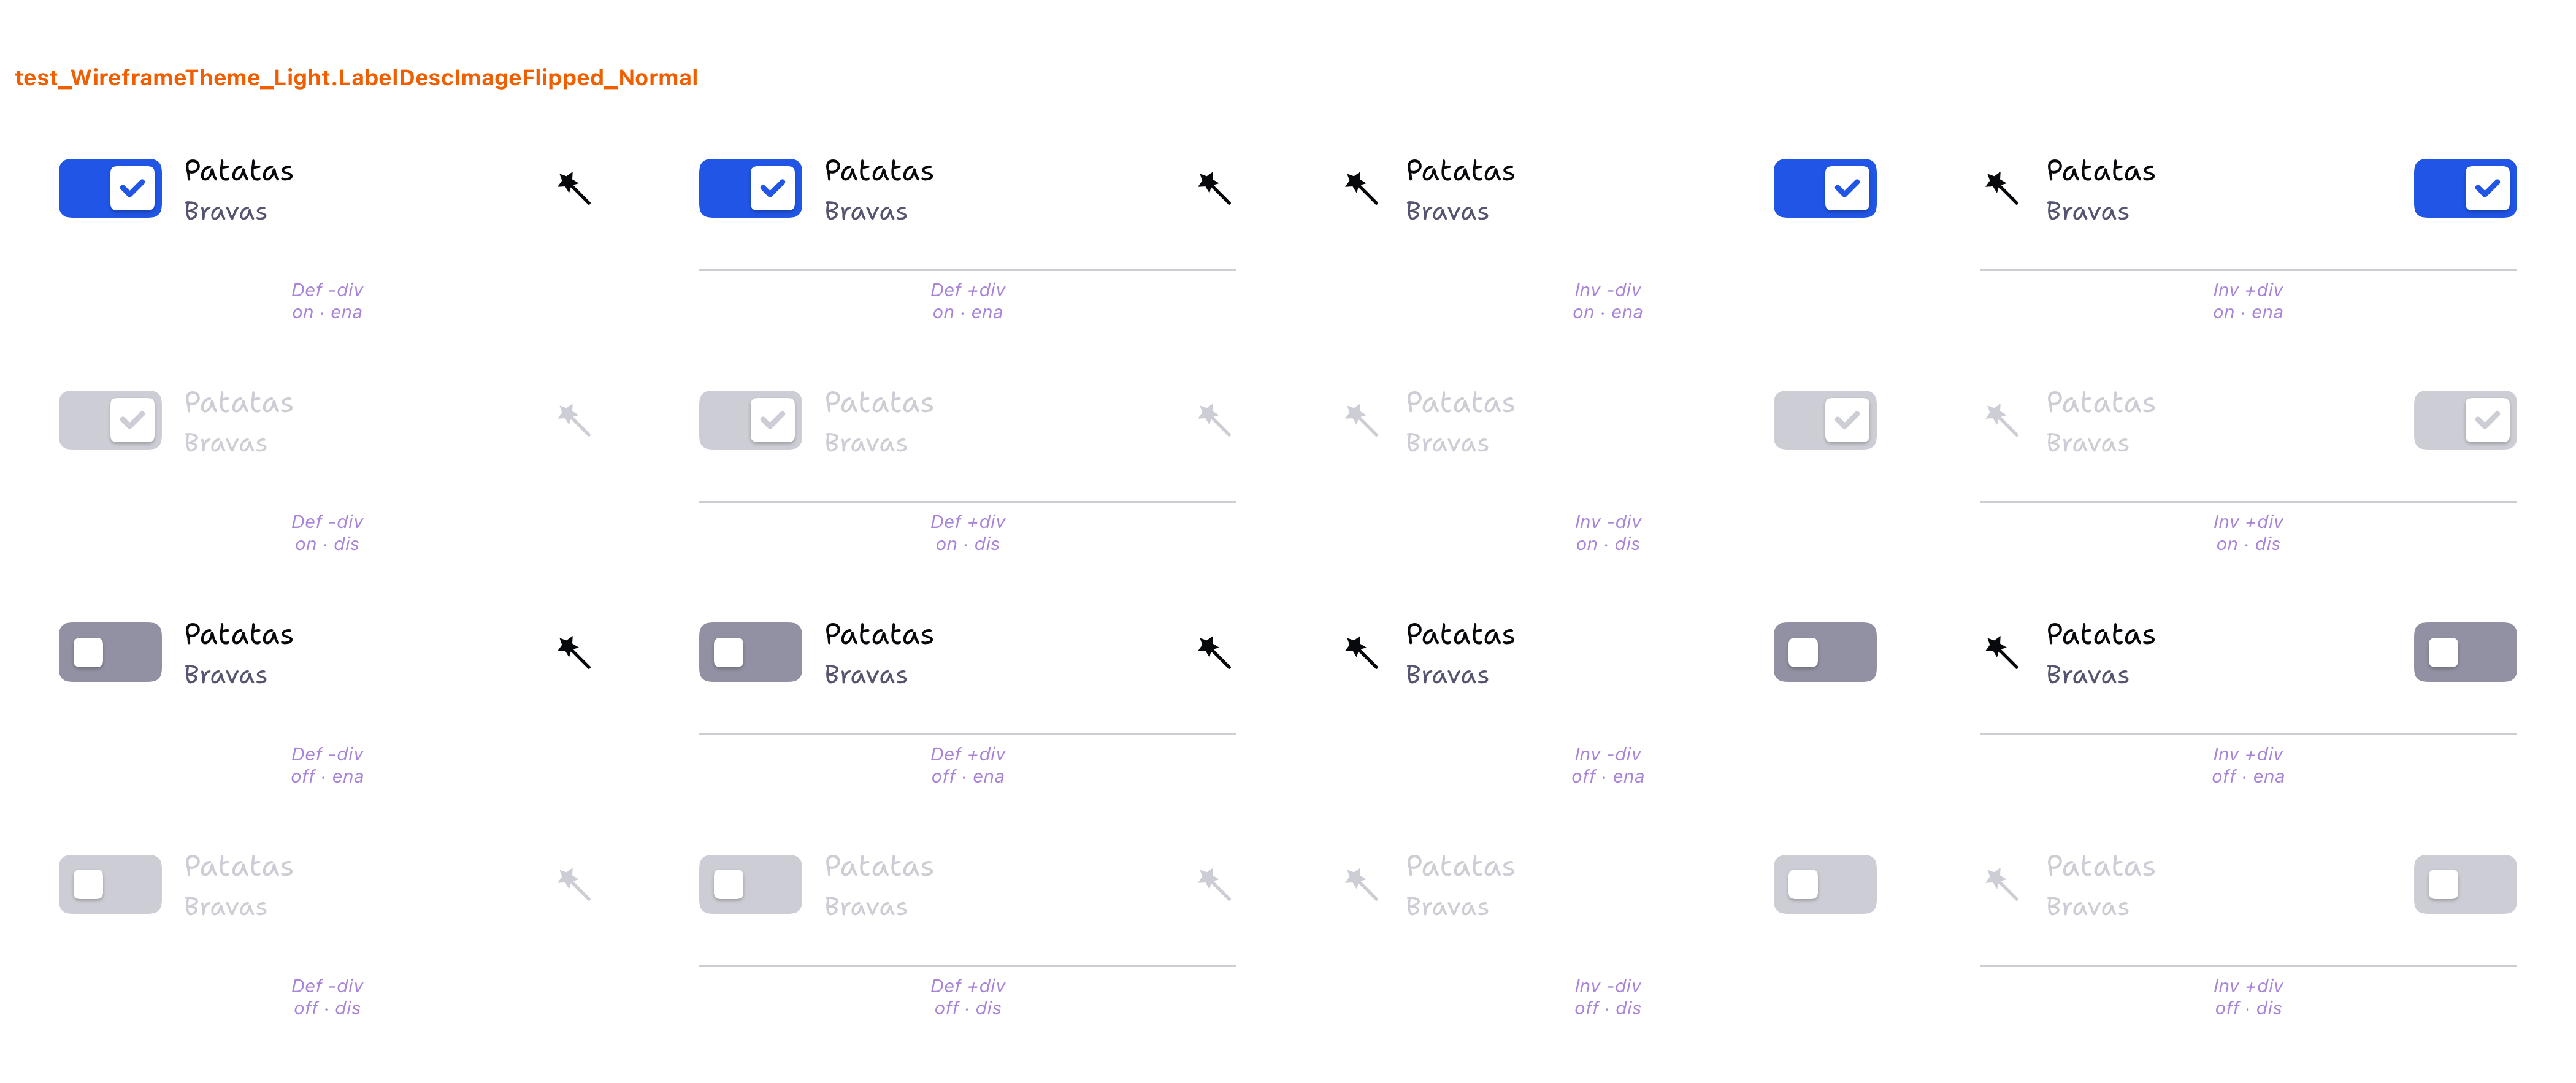 test_WireframeTheme_Light.LabelDescImageFlipped_Normal
Patatas
Bravas
Def -div
on · ena
Patatas
Bravas
Def +div
on · ena
Patatas
Bravas
Inv -div
on · ena
Patatas
Bravas
Inv +div
on · ena
Patatas
Bravas
Def -div
on · dis
Patatas
Bravas
Def +div
on · dis
Patatas
Bravas
Inv -div
on · dis
Patatas
Bravas
Inv +div
on · dis
Patatas
Bravas
Def -div
off · ena
Patatas
Bravas
Def +div
off · ena
Patatas
Bravas
Inv -div
off · ena
Patatas
Bravas
Inv +div
off · ena
Patatas
Bravas
Def -div
off · dis
Patatas
Bravas
Def +div
off · dis
Patatas
Bravas
Inv -div
off · dis
Patatas
Bravas
Inv +div
off · dis